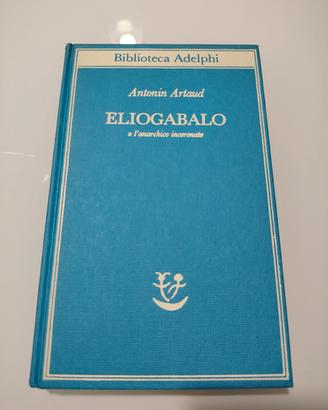 Biblioteca Adelphi
Antonin Artaud
ELIOGABALO
o l'anarchico incoronato